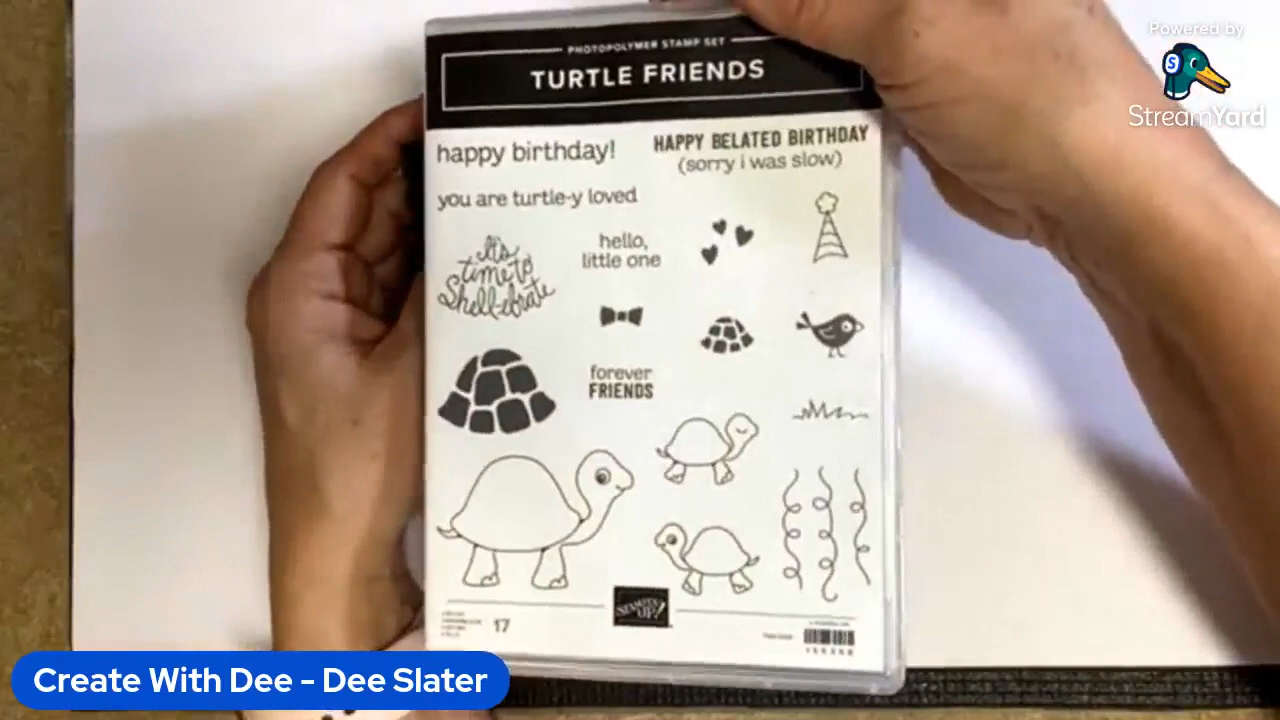 Powered by
StreamYard
PHOTOPOLYMER STAMP SET
TURTLE FRIENDS
happy birthday!
HAPPY BELATED BIRTHDAY
(sorry i was slow)
you are turtle-y loved
It's
time to
Shell-ebrate
hello,
little one
forever
FRIENDS
STAMPIN' UP!
17
Create With Dee - Dee Slater